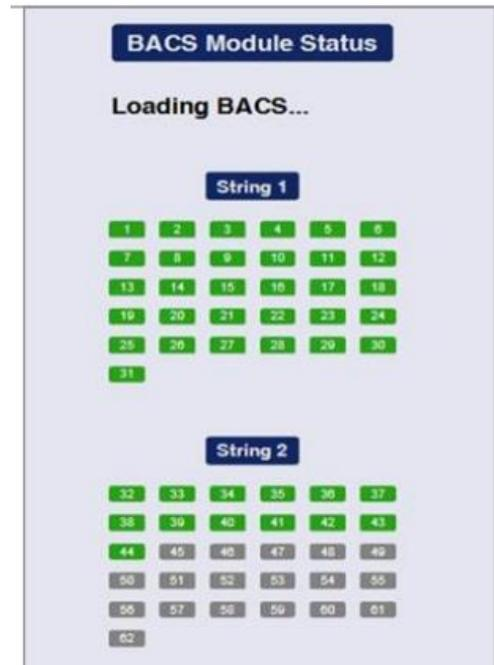 BACS Module Status
Loading BACS...
String 1
1 2 3 4 5 6
7 8 9 10 11 12
13 14 15 16 17 18
19 20 21 22 23 24
25 26 27 28 29 30
31
String 2
32 33 34 35 36 37
38 39 40 41 42 43
44 45 46 47 48 49
50 51 52 53 54 55
56 57 58 59 60 61
62